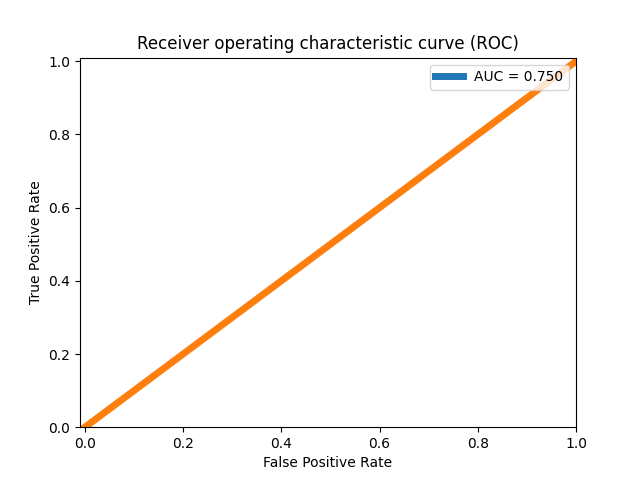 Receiver operating characteristic curve (ROC)
AUC = 0.750
True Positive Rate
1.0
0.8
0.6
0.4
0.2
0.0
0.0 0.2 0.4 0.6 0.8 1.0
False Positive Rate